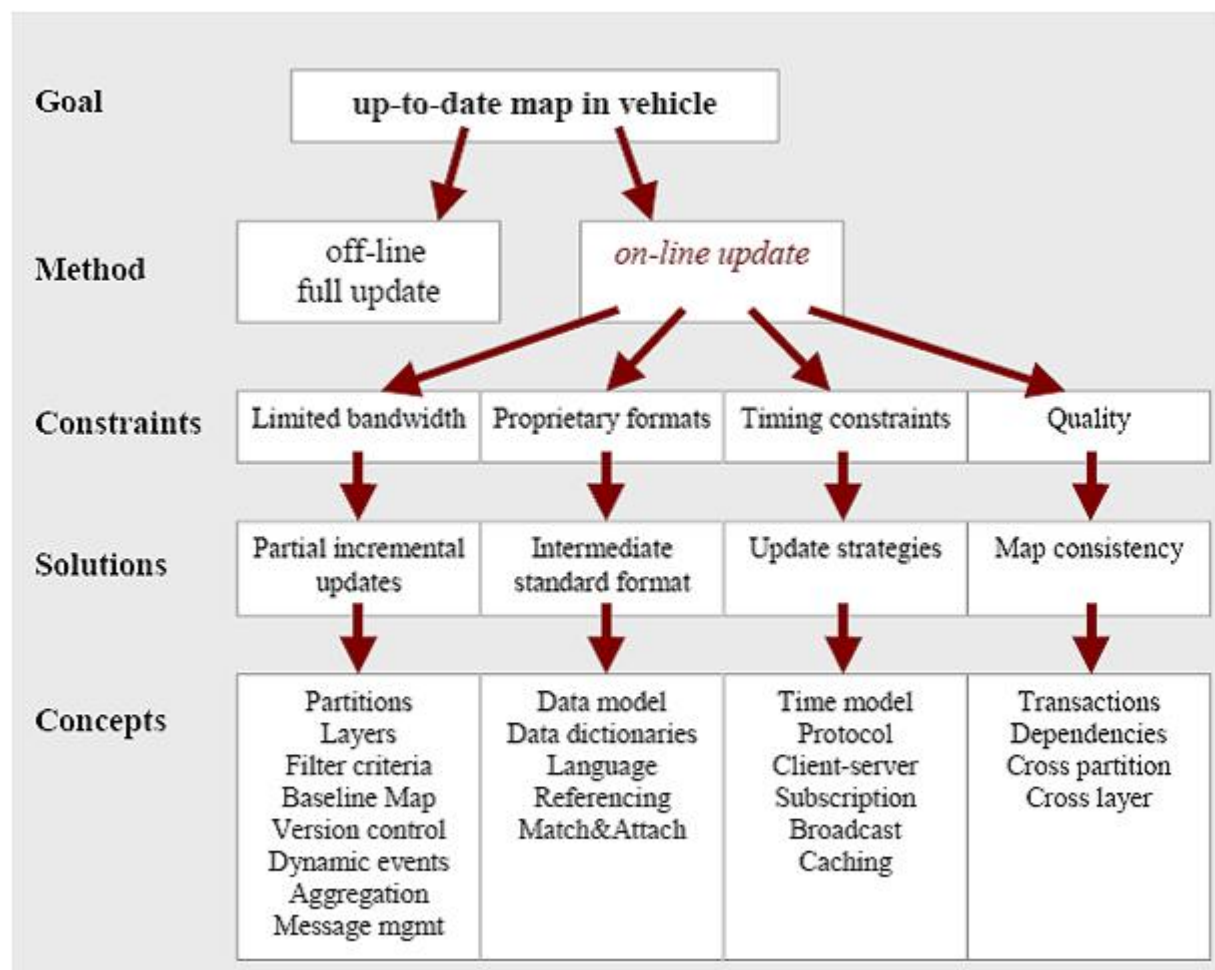 Goal
up-to-date map in vehicle
Method
off-line
full update
on-line update
Constraints
Limited bandwidth
Proprietary formats
Timing constraints
Quality
Solutions
Partial incremental
updates
Intermediate
standard format
Update strategies
Map consistency
Concepts
Partitions
Layers
Filter criteria
Baseline Map
Version control
Dynamic events
Aggregation
Message mgmt
Data model
Data dictionaries
Language
Referencing
Match&Attach
Time model
Protocol
Client-server
Subscription
Broadcast
Caching
Transactions
Dependencies
Cross partition
Cross layer